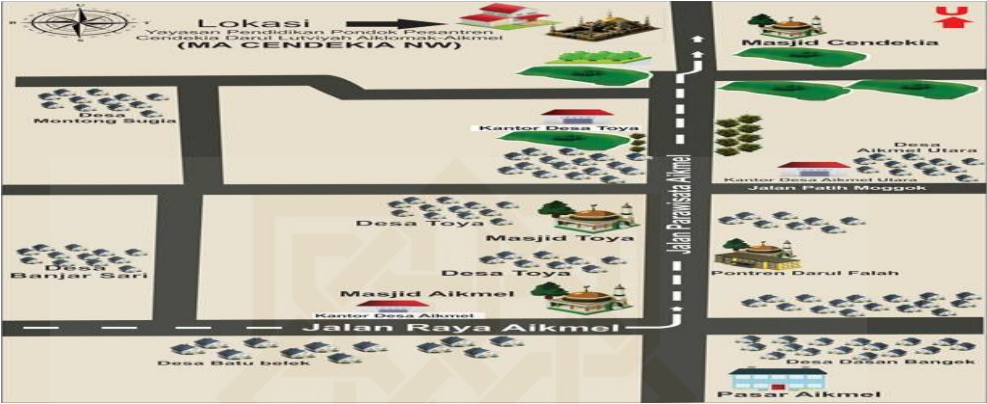 U
B
T
S
Lokasi
Yayasan Pendidikan Pondok Pesantren
Cendekia Darul Lutviyah Aiklomak-Aikmel
(MA CENDEKIA NW)
U
Masjid Cendekia
Desa
Montong Sugia
Kantor Desa Toya
Desa
Aikmel Utara
Kantor Desa Aikmel Utara
Jalan Patih Moggok
Jalan Parawisata Aikmel
Desa Toya
Masjid Toya
Desa
Banjar Sari
Desa Toya
Pontren Darul Falah
Masjid Aikmel
Kantor Desa Aikmel
Jalan Raya Aikmel
Desa Batu belek
Desa Dasan Bangek
Pasar Aikmel